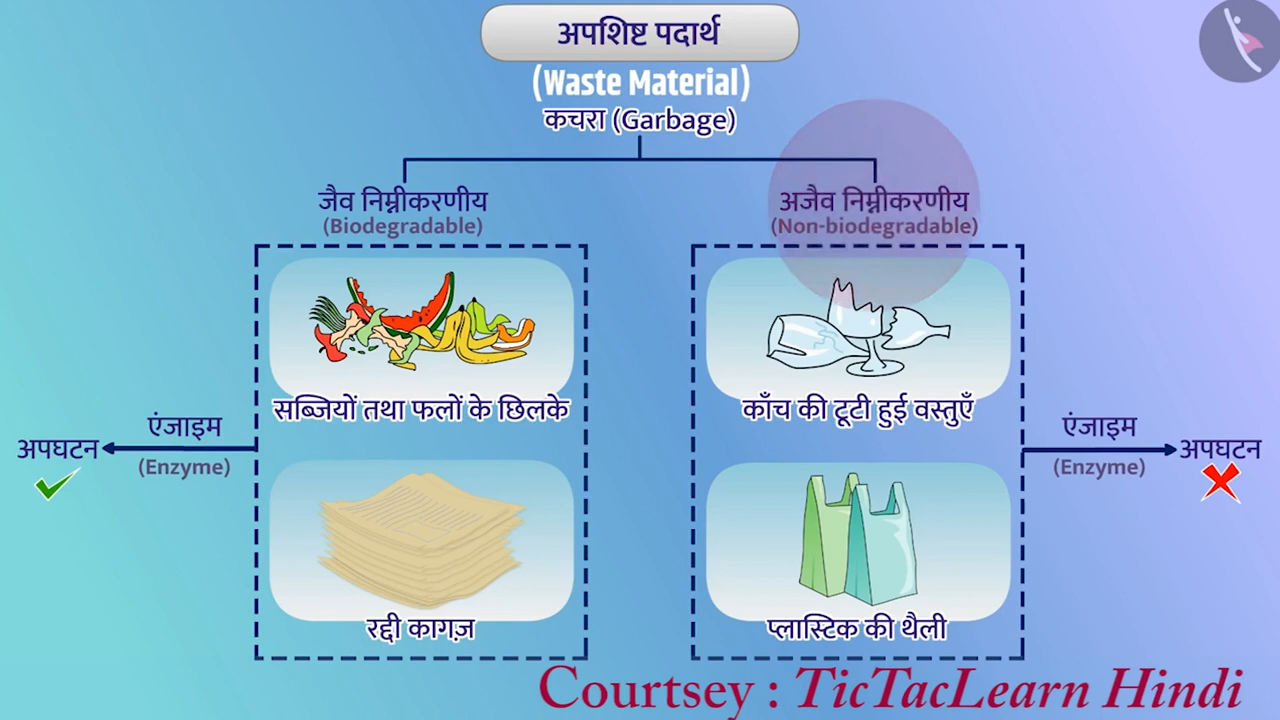 अपशिष्ट पदार्थ
(Waste Material)
कचरा (Garbage)
जैव निम्नीकरणीय
(Biodegradable)
अजैव निम्नीकरणीय
(Non-biodegradable)
सब्जियों तथा फलों के छिलके
काँच की टूटी हुई वस्तुएँ
एंजाइम
अपघटन
(Enzyme)
एंजाइम
अपघटन
(Enzyme)
रद्दी कागज़
प्लास्टिक की थैली
Courtsey : TicTacLearn Hindi